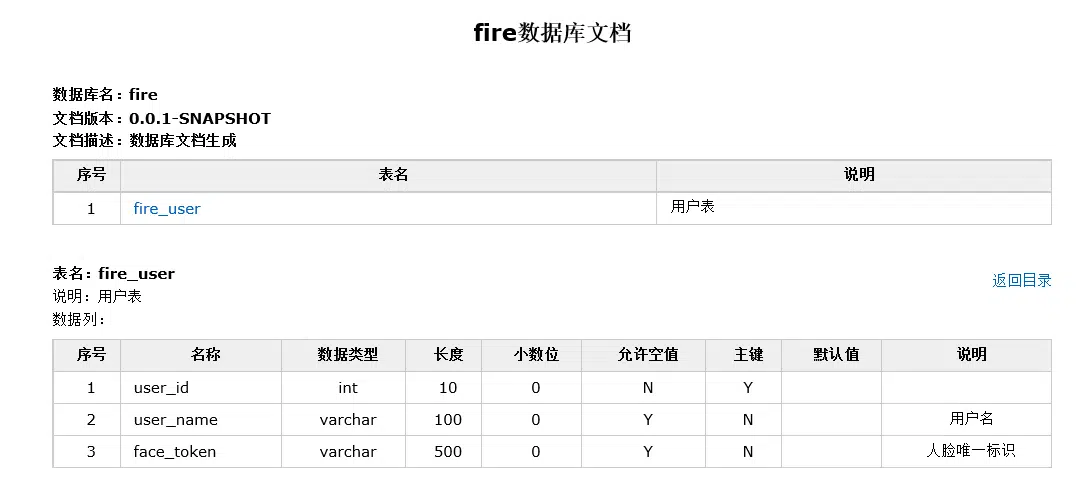 fire数据库文档
数据库名：fire
文档版本：0.0.1-SNAPSHOT
文档描述：数据库文档生成
序号 表名 说明
1 fire_user 用户表
表名：fire_user
返回目录
说明：用户表
数据列：
序号 名称 数据类型 长度 小数位 允许空值 主键 默认值 说明
1 user_id int 10 0 N Y
2 user_name varchar 100 0 Y N 用户名
3 face_token varchar 500 0 Y N 人脸唯一标识